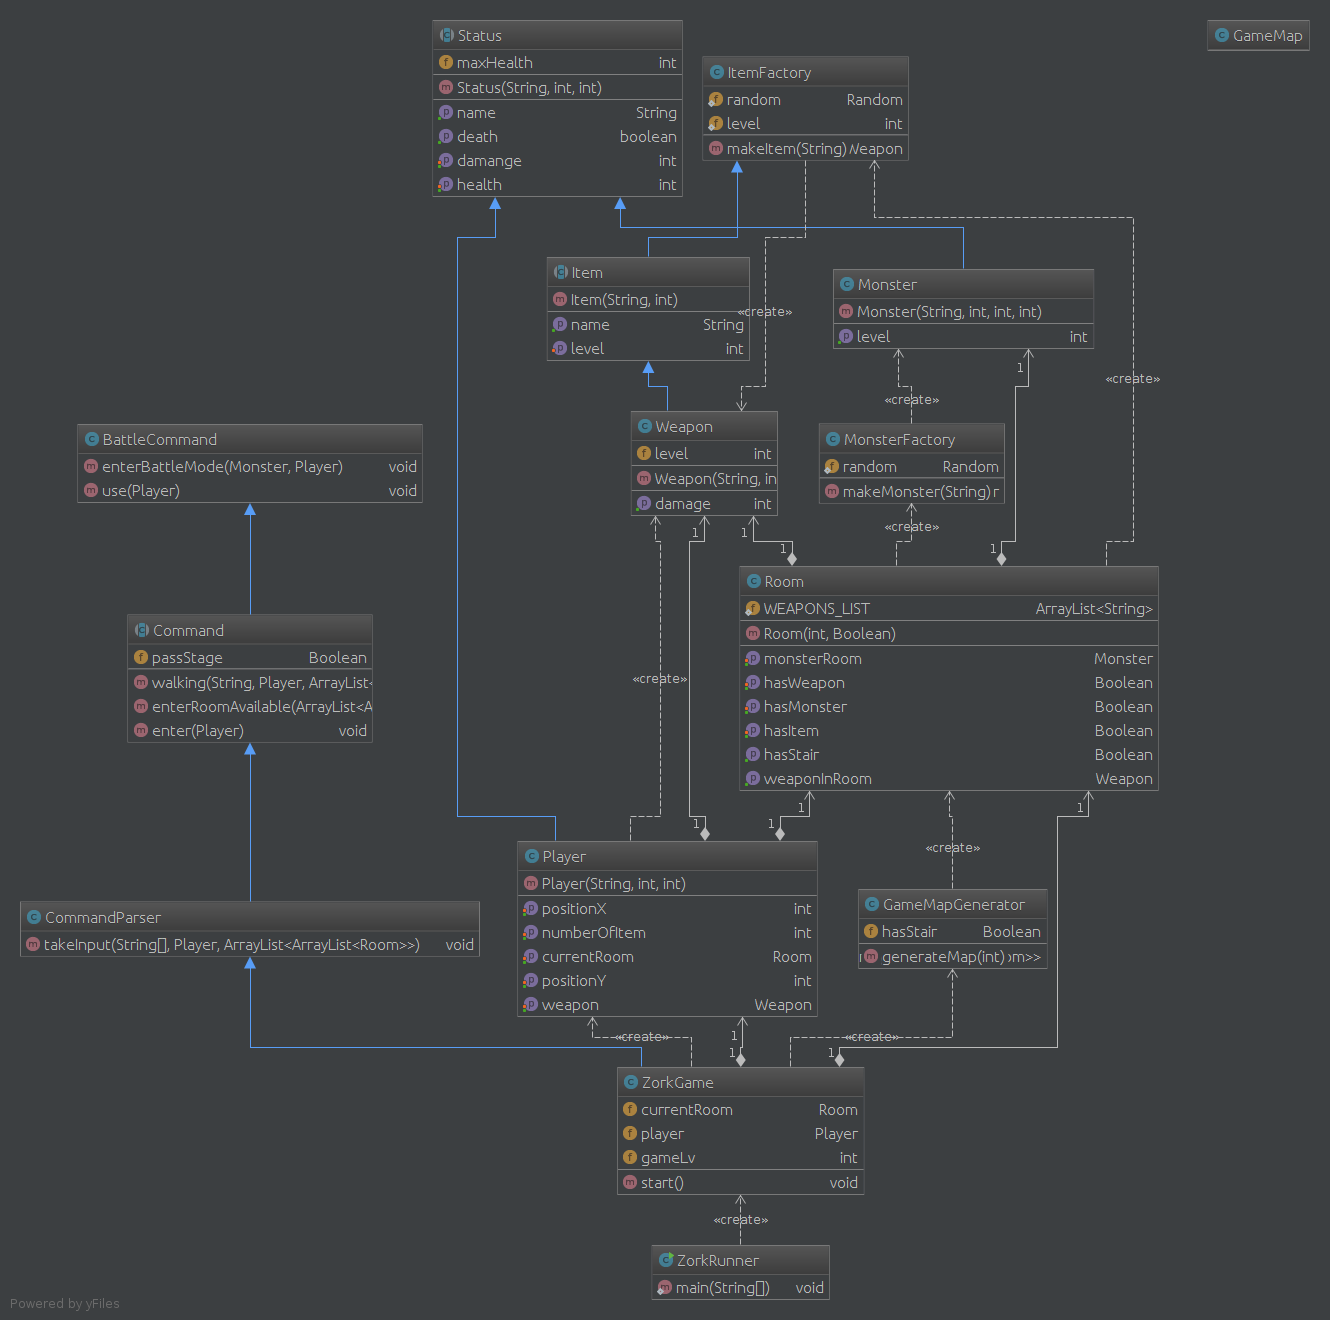 Status
maxHealth int
Status(String, int, int)
name String
death boolean
damange int
health int
ItemFactory
random Random
level int
makeItem(String) Weapon
GameMap
Item
Item(String, int)
name String
level int
«create»
Monster
Monster(String, int, int, int)
level int
1
«create»
«create»
BattleCommand
enterBattleMode(Monster, Player) void
use(Player) void
Weapon
level int
Weapon(String, in
damage int
MonsterFactory
random Random
makeMonster(String) r
«create»
1
1
1
1
Room
WEAPONS_LIST ArrayList<String>
Room(int, Boolean)
monsterRoom Monster
hasWeapon Boolean
hasMonster Boolean
hasItem Boolean
hasStair Boolean
weaponInRoom Weapon
Command
passStage Boolean
walking(String, Player, ArrayList<
enterRoomAvailable(ArrayList<A
enter(Player) void
«create»
1
1
1
1
«create»
Player
Player(String, int, int)
positionX int
numberOfItem int
currentRoom Room
positionY int
weapon Weapon
GameMapGenerator
hasStair Boolean
generateMap(int) om>>
CommandParser
takeInput(String[], Player, ArrayList<ArrayList<Room>>) void
«create»
1
«create»
1
1
ZorkGame
currentRoom Room
player Player
gameLv int
start() void
«create»
ZorkRunner
main(String[]) void
Powered by yFiles